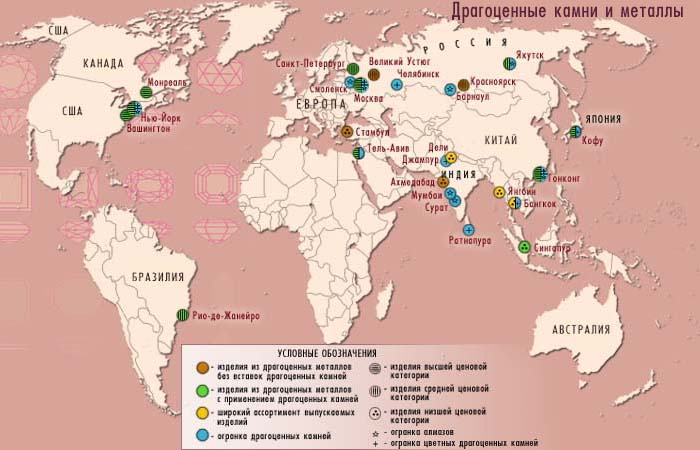 Драгоценные камни и металлы
США
КАНАДА
США
РОССИЯ
ЕВРОПА
КИТАЙ
ЯПОНИЯ
ИНДИЯ
БРАЗИЛИЯ
АВСТРАЛИЯ
Монреаль
Нью-Йорк
Вашингтон
Рио-де-Жанейро
Санкт-Петербург
Великий Устюг
Челябинск
Смоленск
Москва
Якутск
Красноярск
Барнаул
Стамбул
Тель-Авив
Дели
Джайпур
Ахмедабад
Мумбаи
Сурат
Ратнапура
Янгоин
Бангкок
Гонконг
Кофу
Сингапур
УСЛОВНЫЕ ОБОЗНАЧЕНИЯ
- изделия из драгоценных металлов
без вставок драгоценных камней
- изделия из драгоценных металлов
с применением драгоценных камней
- широкий ассортимент выпускаемых
изделий
- огранка драгоценных камней
- изделия высшей ценовой
категории
- изделия средней ценовой
категории
- изделия низшей ценовой
категории
- огранка алмазов
- огранка цветных драгоценных камней